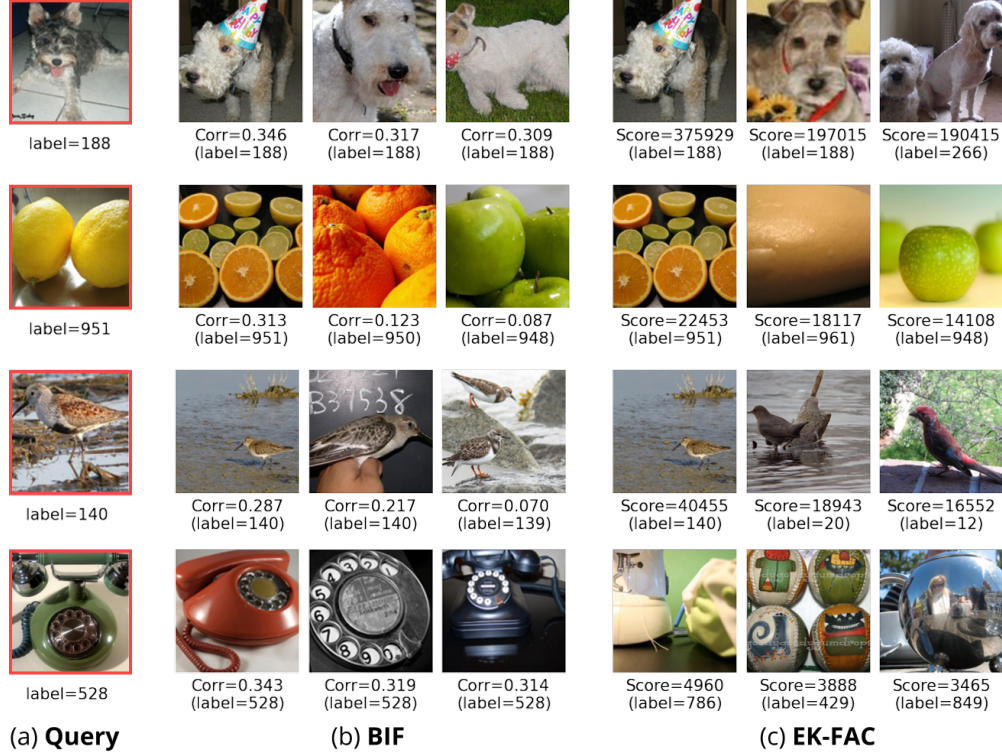 HAPPY
HAPPY
label=188
Corr=0.346
(label=188)
Corr=0.317
(label=188)
Corr=0.309
(label=188)
Score=375929
(label=188)
Score=197015
(label=188)
Score=190415
(label=266)
label=951
Corr=0.313
(label=951)
Corr=0.123
(label=950)
Corr=0.087
(label=948)
Score=22453
(label=951)
Score=18117
(label=961)
Score=14108
(label=948)
B37538
label=140
Corr=0.287
(label=140)
Corr=0.217
(label=140)
Corr=0.070
(label=139)
Score=40455
(label=140)
Score=18943
(label=20)
Score=16552
(label=12)
label=528
Corr=0.343
(label=528)
Corr=0.319
(label=528)
Corr=0.314
(label=528)
Score=4960
(label=786)
Score=3888
(label=429)
Score=3465
(label=849)
(a) Query
(b) BIF
(c) EK-FAC